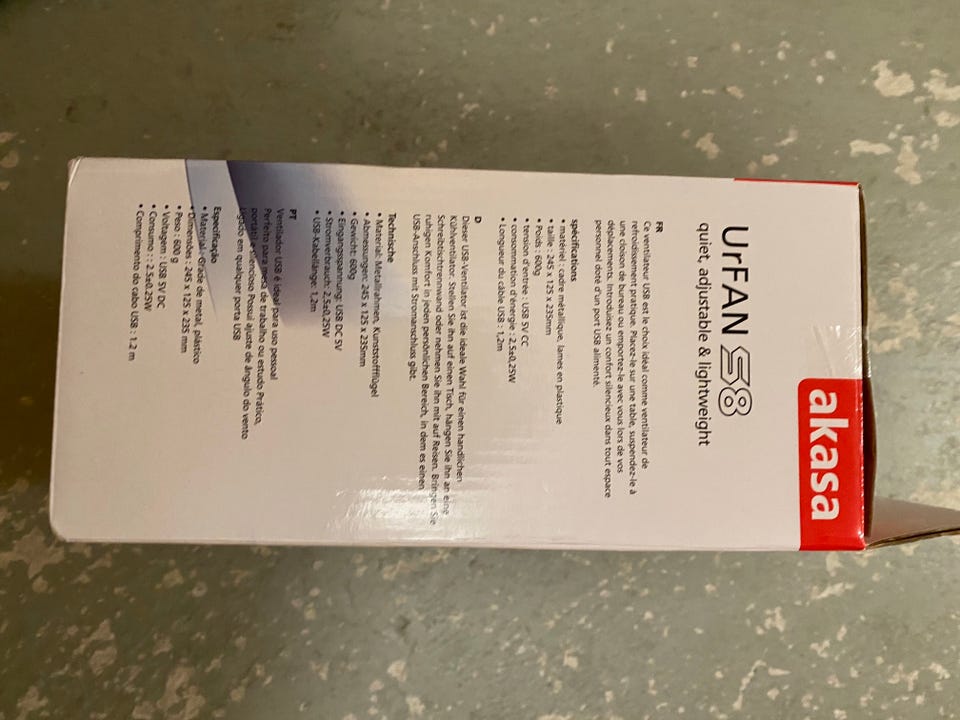 akasa
UrFAN S8
quiet, adjustable & lightweight
FR
Ce ventilateur USB est le choix idéal comme ventilateur de
refroidissement pratique. Placez-le sur une table, suspendez-le à
une cloison de bureau ou emportez-le avec vous lors de vos
déplacements. Introduisez un confort silencieux dans tout espace
personnel doté d'un port USB alimenté.
spécifications
• matériel : cadre métallique, lames en plastique
• taille : 245 x 125 x 235mm
• Poids : 600g
• tension d'entrée : USB 5V CC
• consommation d'énergie : 2,5±0,25W
• Longueur du câble USB : 1,2m
D
Dieser USB-Ventilator ist die ideale Wahl für einen handlichen
Kühlventilator. Stellen Sie ihn auf einen Tisch, hängen Sie ihn an eine
Schreibtischtrennwand oder nehmen Sie ihn mit auf Reisen. Bringen Sie
ruhigen Komfort in jeden persönlichen Bereich, in dem es einen
USB-Anschluss mit Stromanschluss gibt.
Technische
• Material: Metallrahmen, Kunststoffflügel
• Abmessungen: 245 x 125 x 235mm
• Gewicht: 600g
• Eingangsspannung: USB DC 5V
• Stromverbrauch: 2,5±0,25W
• USB-Kabellänge: 1,2m
PT
Ventilador USB é ideal para uso pessoal
Perfeito para mesa de trabalho ou estudo Prático,
portátil e silencioso Possui ajuste de ângulo do vento
Ligado em qualquer porta USB
Especificação
• Material: Grade de metal, plástico
• Dimensões : 245 x 125 x 235 mm
• Peso : 600 g
• Voltagem : USB 5V DC
• Consumo : : 2.5±0.25W
• Comprimento do cabo USB : 1.2 m